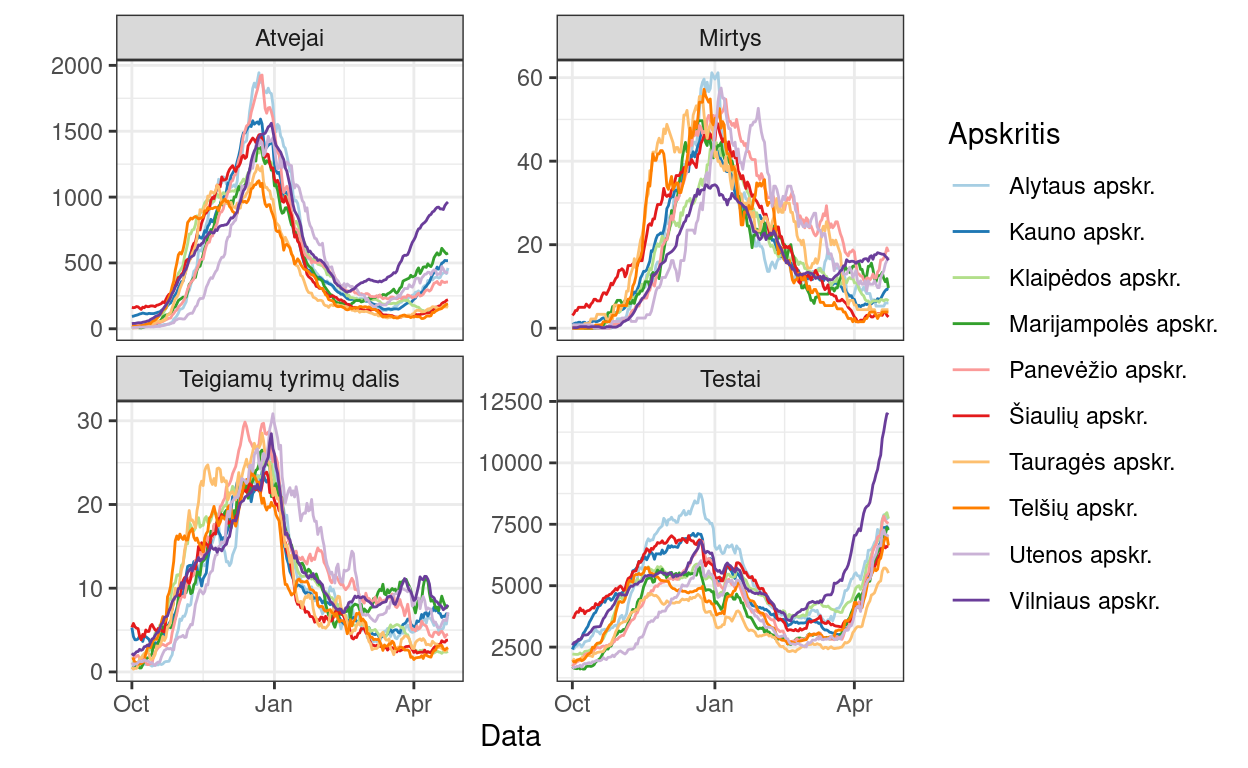 Atvejai
Mirtys
2000
1500
1000
500
0
60
40
20
0
Teigiamų tyrimų dalis
Testai
30
20
10
0
12500
10000
7500
5000
2500
Oct
Jan
Apr
Oct
Jan
Apr
Data
Apskritis
Alytaus apskr.
Kauno apskr.
Klaipėdos apskr.
Marijampolės apskr.
Panevėžio apskr.
Šiaulių apskr.
Tauragės apskr.
Telšių apskr.
Utenos apskr.
Vilniaus apskr.